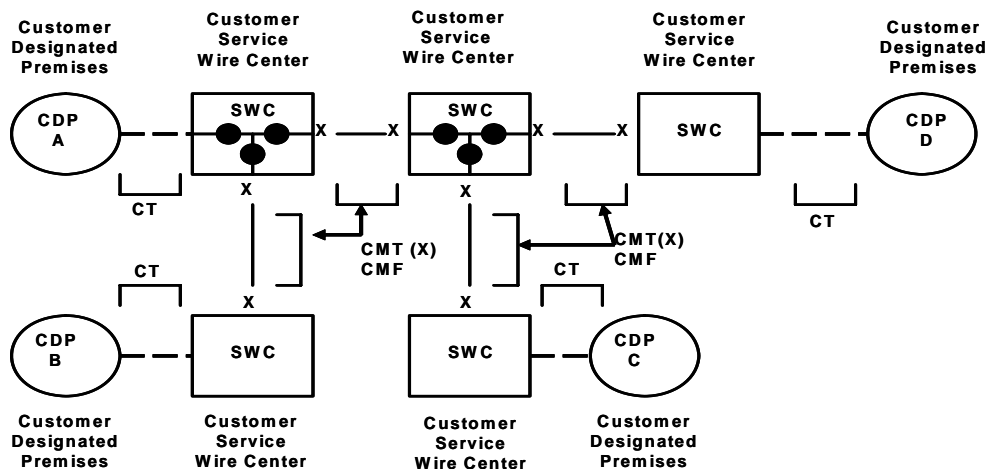 Customer
Designated
Premises
Customer
Service
Wire Center
Customer
Service
Wire Center
Customer
Service
Wire Center
Customer
Designated
Premises
CDP
A
SWC
X
X
SWC
X
X
SWC
CDP
D
CT
X
X
CT
CMT (X)
CMF
CMT(X)
CMF
CT
CT
X
X
CDP
B
SWC
SWC
CDP
C
Customer
Designated
Premises
Customer
Service
Wire Center
Customer
Service
Wire Center
Customer
Designated
Premises